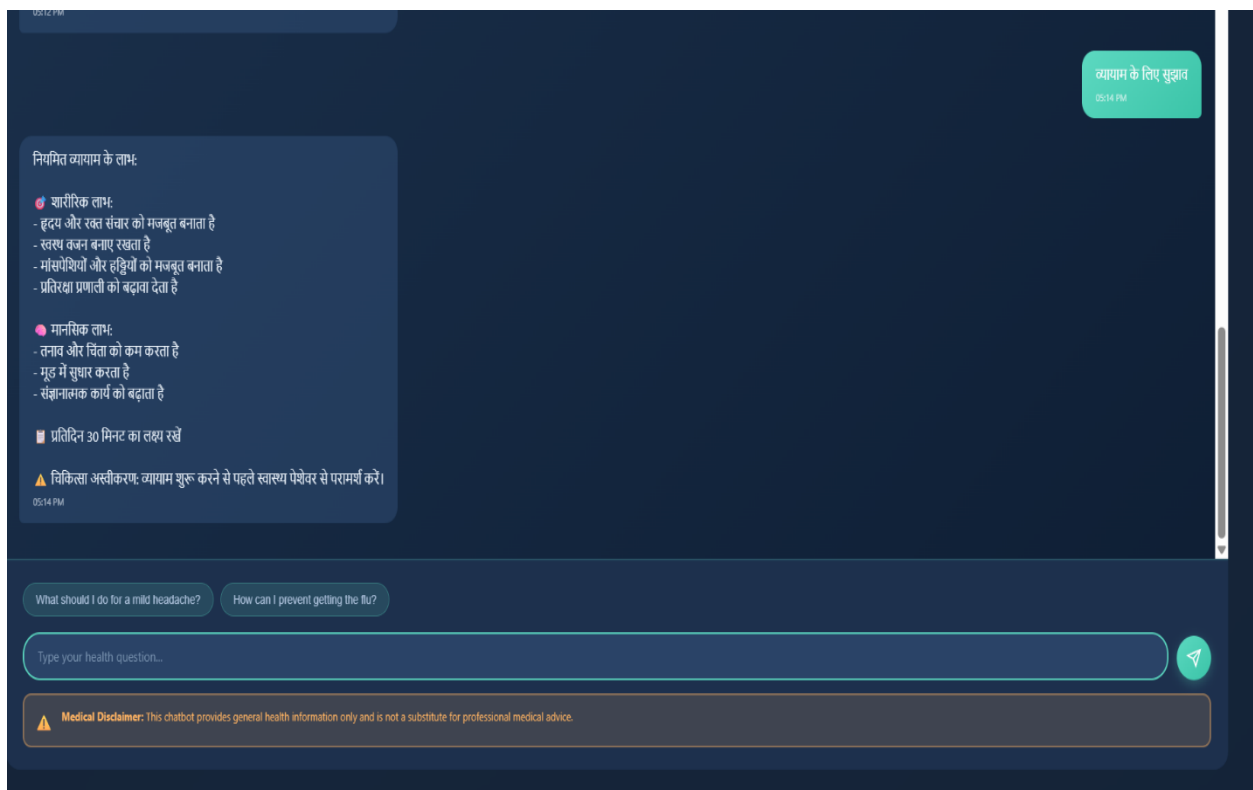 05:12 PM
व्यायाम के लिए सुझाव
05:14 PM
नियमित व्यायाम के लाभ:
🎯 शारीरिक लाभ:
- हृदय और रक्त संचार को मजबूत बनाता है
- स्वस्थ वजन बनाए रखता है
- मांसपेशियों और हड्डियों को मजबूत बनाता है
- प्रतिरक्षा प्रणाली को बढ़ावा देता है
🧠 मानसिक लाभ:
- तनाव और चिंता को कम करता है
- मूड में सुधार करता है
- संज्ञानात्मक कार्य को बढ़ाता है
📋 प्रतिदिन 30 मिनट का लक्ष्य रखें
⚠️ चिकित्सा अस्वीकरण: व्यायाम शुरू करने से पहले स्वास्थ्य पेशेवर से परामर्श करें।
05:14 PM
What should I do for a mild headache? How can I prevent getting the flu?
Type your health question...
⚠️ Medical Disclaimer: This chatbot provides general health information only and is not a substitute for professional medical advice.